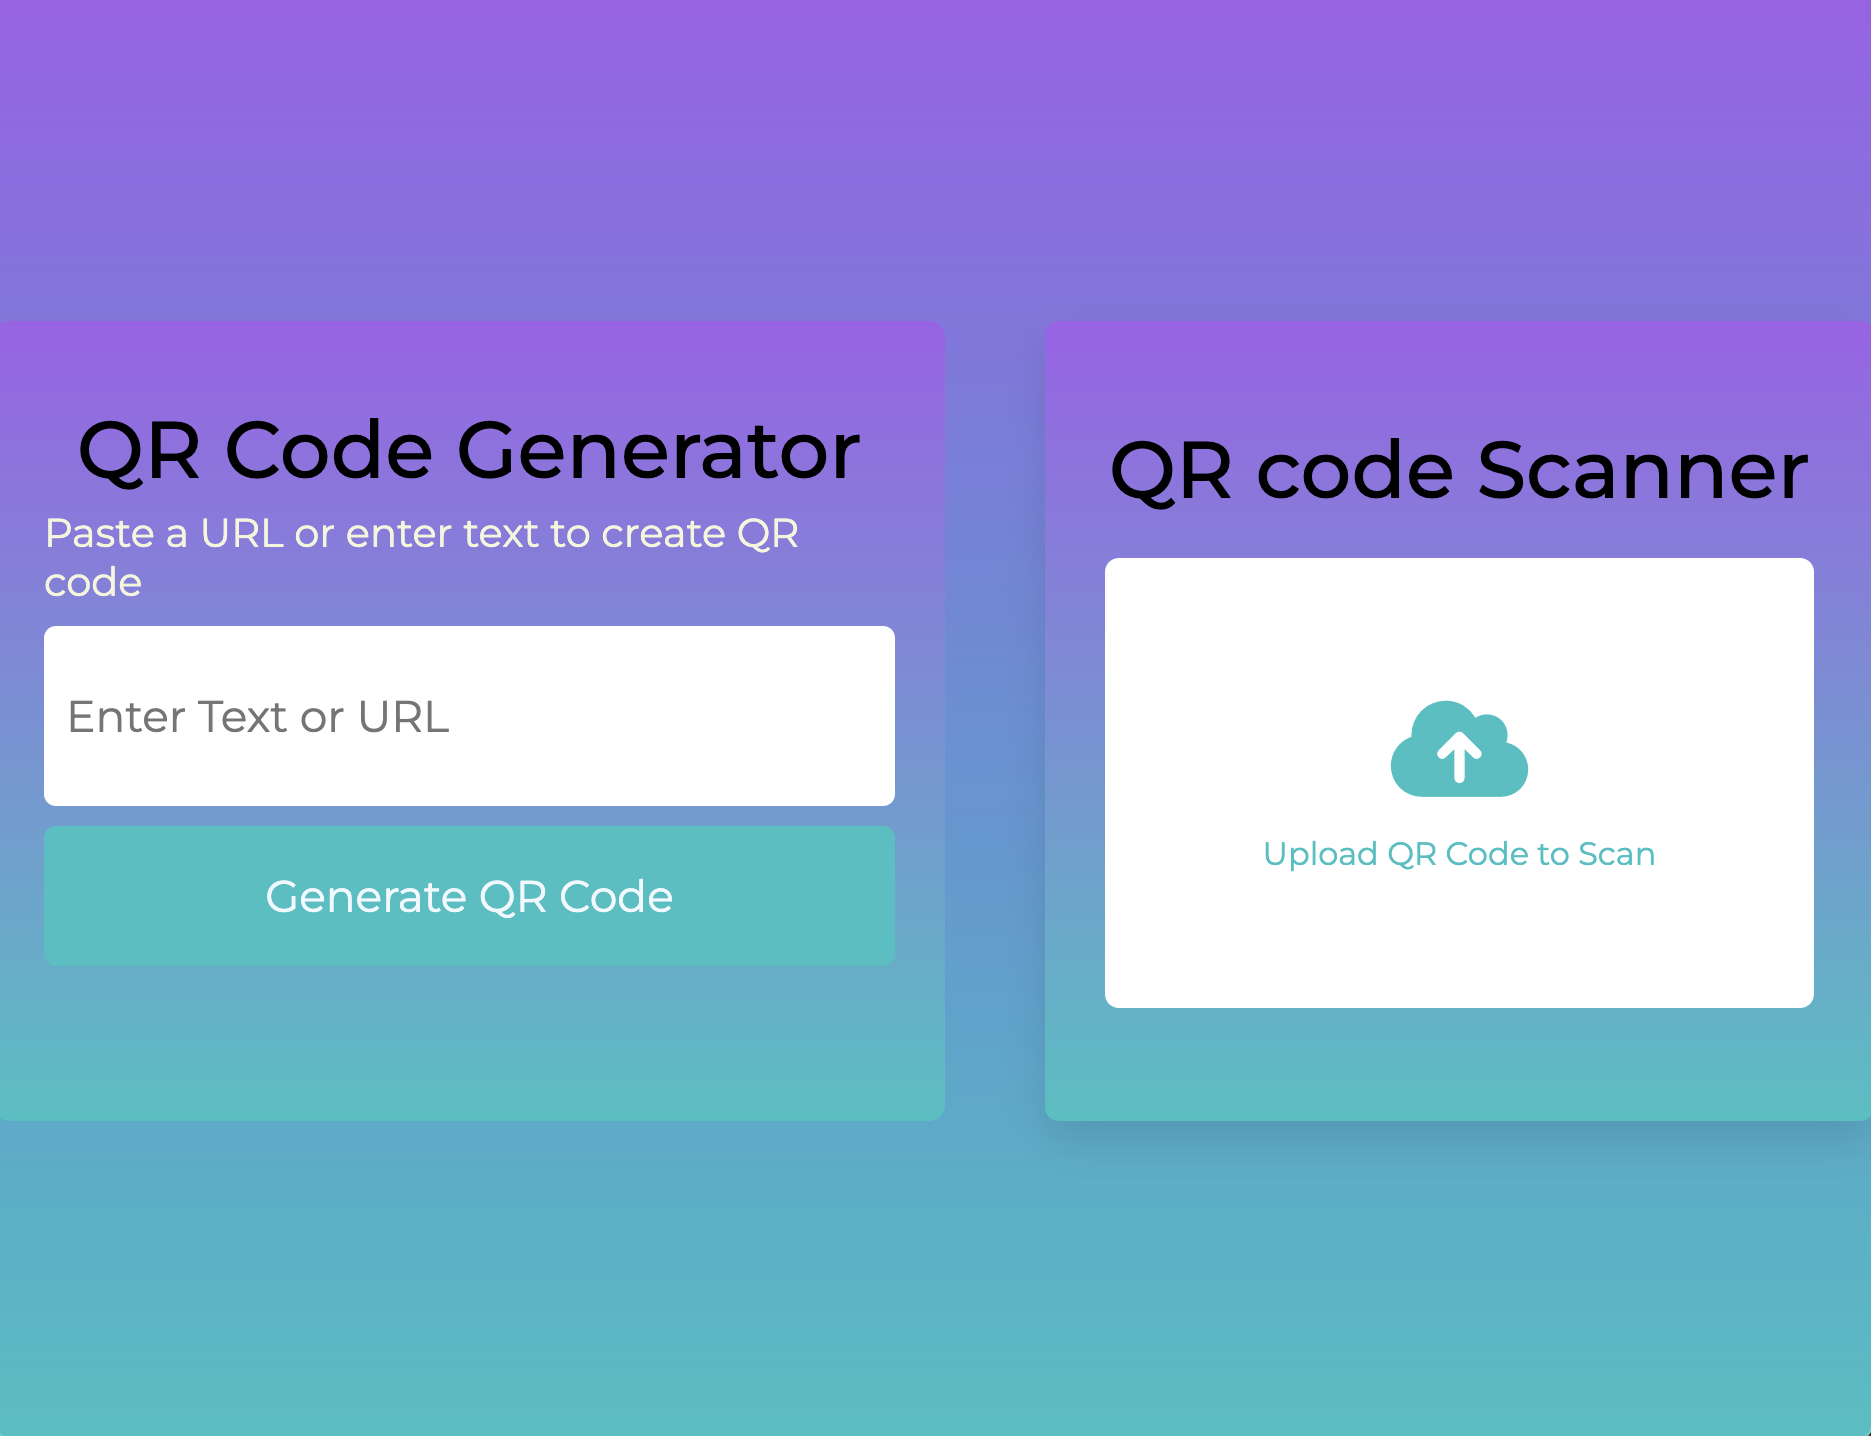 QR Code Generator
Paste a URL or enter text to create QR
code
Enter Text or URL
Generate QR Code
QR code Scanner
Upload QR Code to Scan